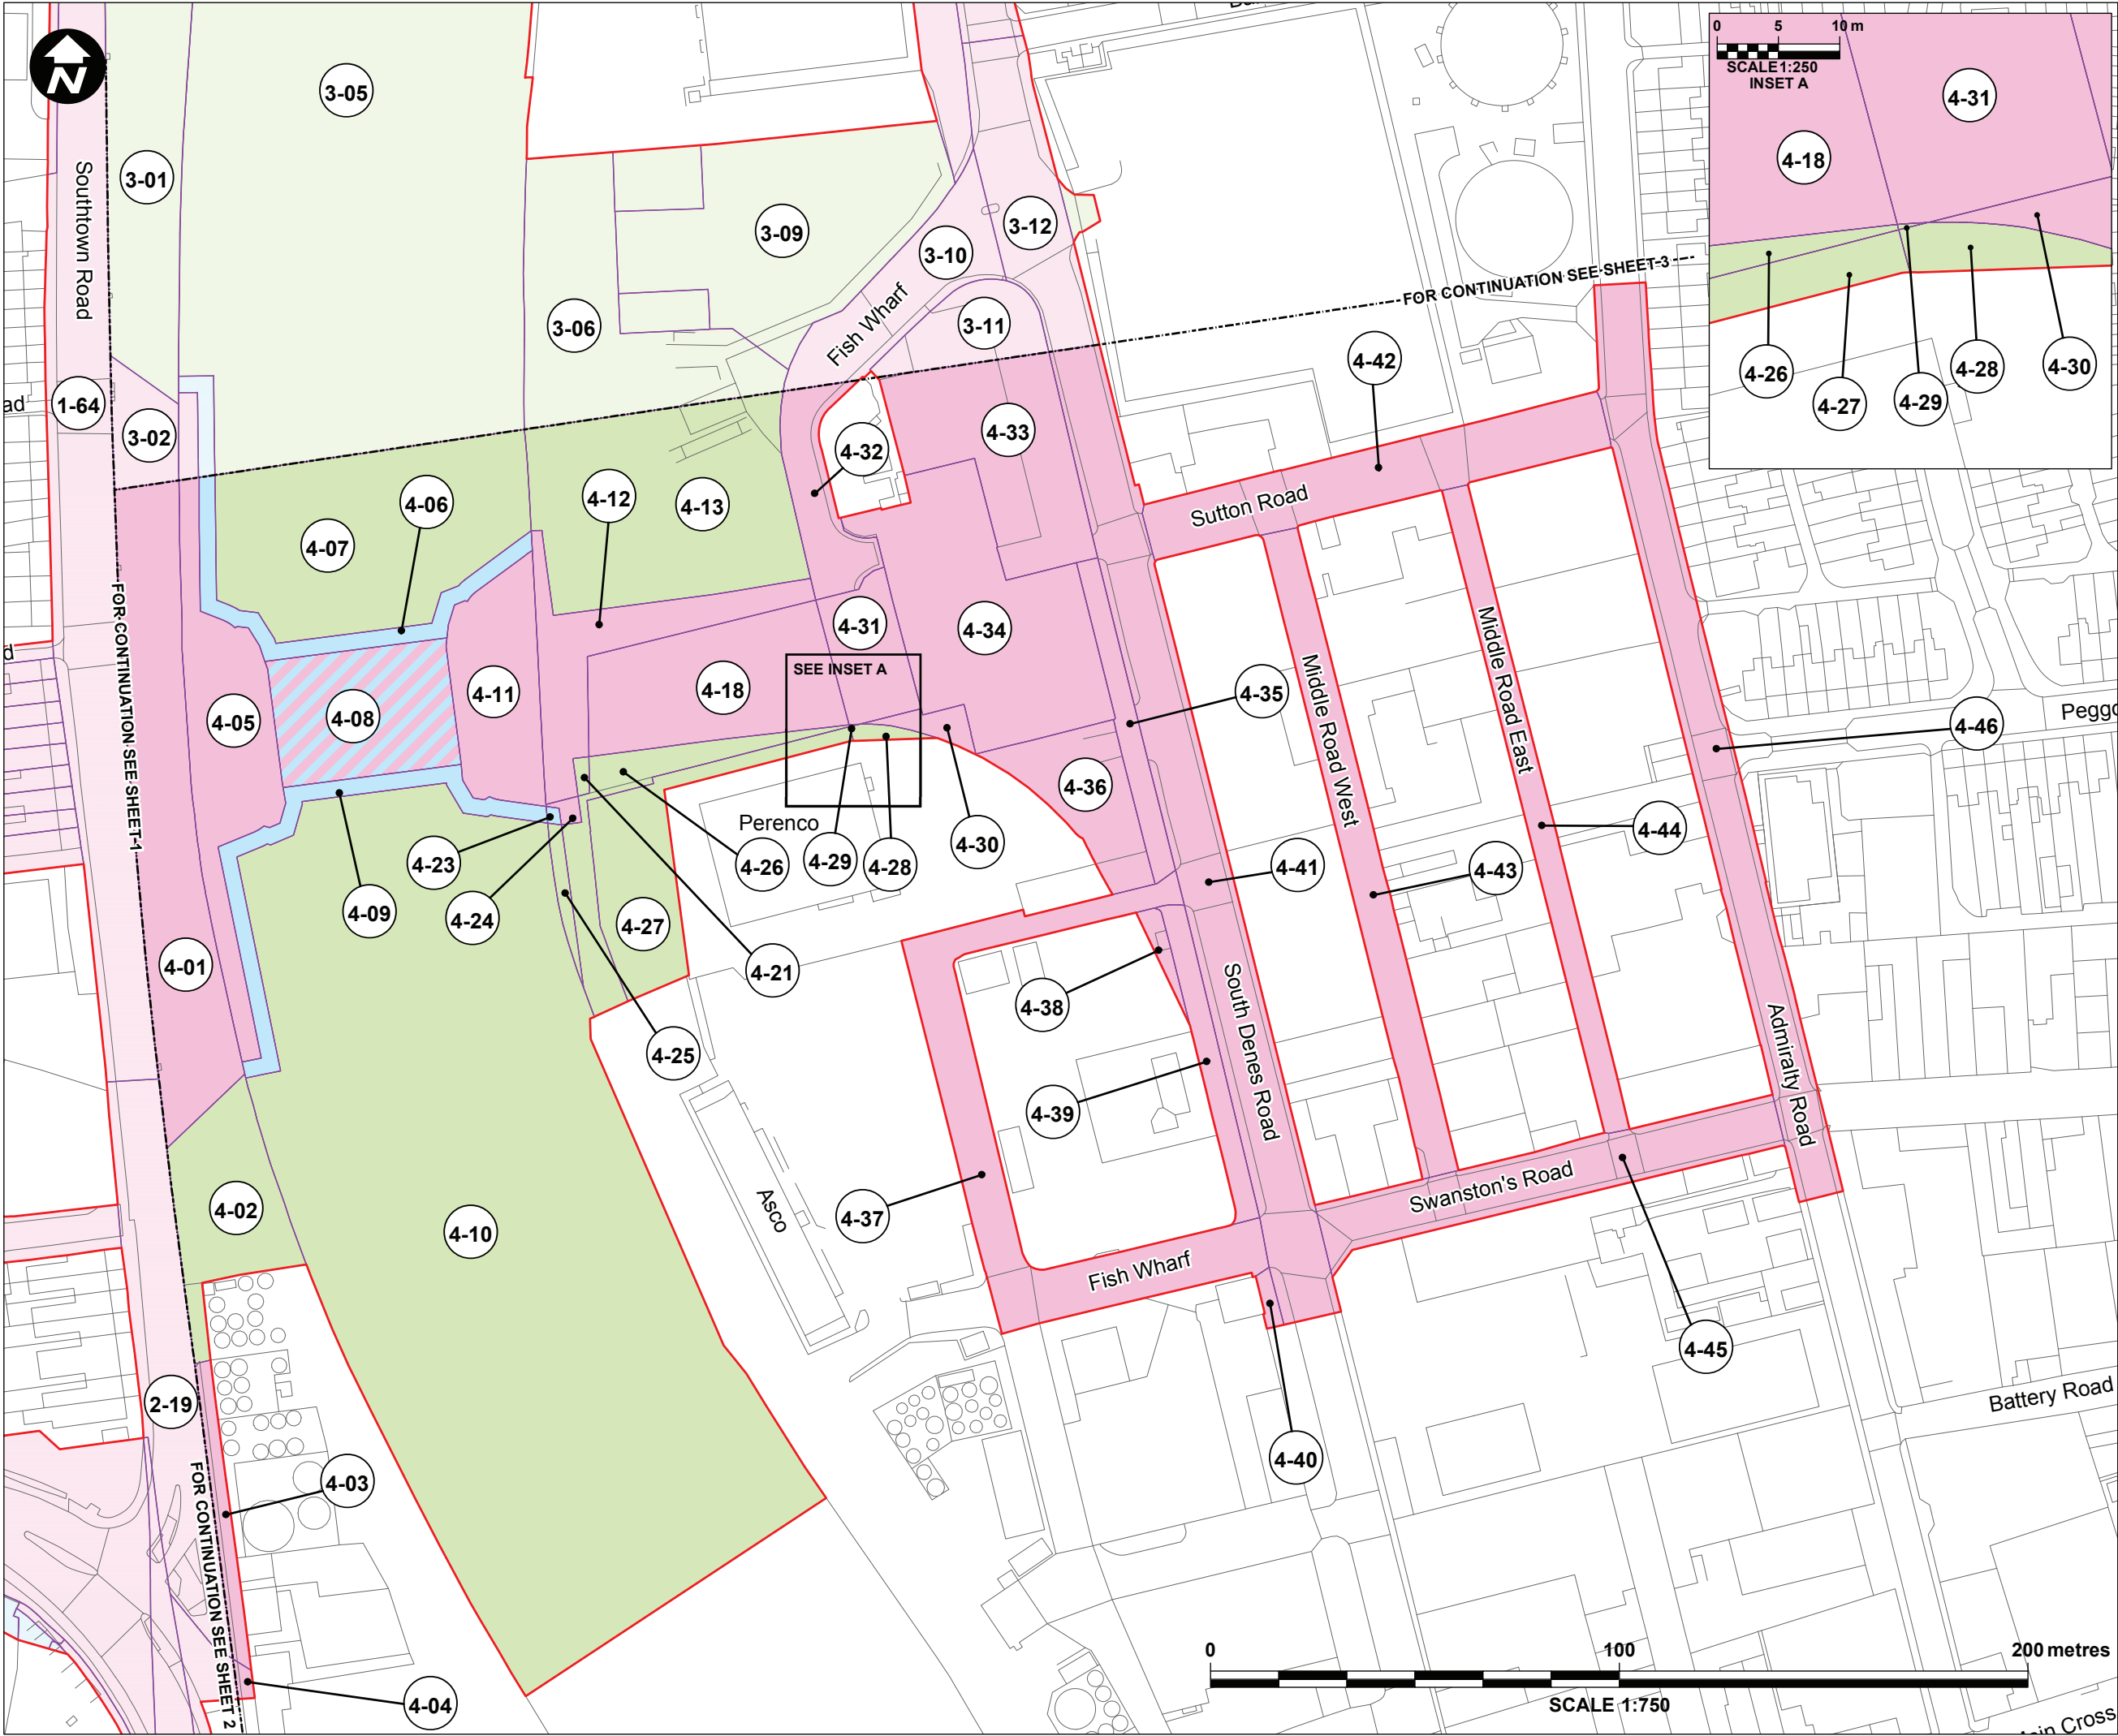 N
0 5 10 m
SCALE 1:250
INSET A
4-31
4-18
4-26
4-27
4-29
4-28
4-30
3-05
3-01
Southtown Road
3-09
3-12
3-10
3-06
Fish Wharf
3-11
FOR CONTINUATION SEE SHEET 3
4-42
1-64
ad
3-02
4-32
4-33
4-06
4-12
4-13
4-07
Sutton Road
d
FOR CONTINUATION SEE SHEET 1
4-31
4-34
SEE INSET A
4-18
4-11
4-08
4-05
4-35
Middle Road West
Middle Road East
4-46
Pegg
4-36
Perenco
4-44
4-23
4-26
4-29
4-28
4-30
4-41
4-43
4-09
4-24
4-27
4-01
4-21
4-38
South Denes Road
Admiralty Road
4-25
4-39
Asco
4-02
4-10
4-37
Swanston's Road
Fish Wharf
4-45
2-19
Battery Road
4-40
4-03
FOR CONTINUATION SEE SHEET 2
0 100 200 metres
SCALE 1:750
4-04
ain Cross